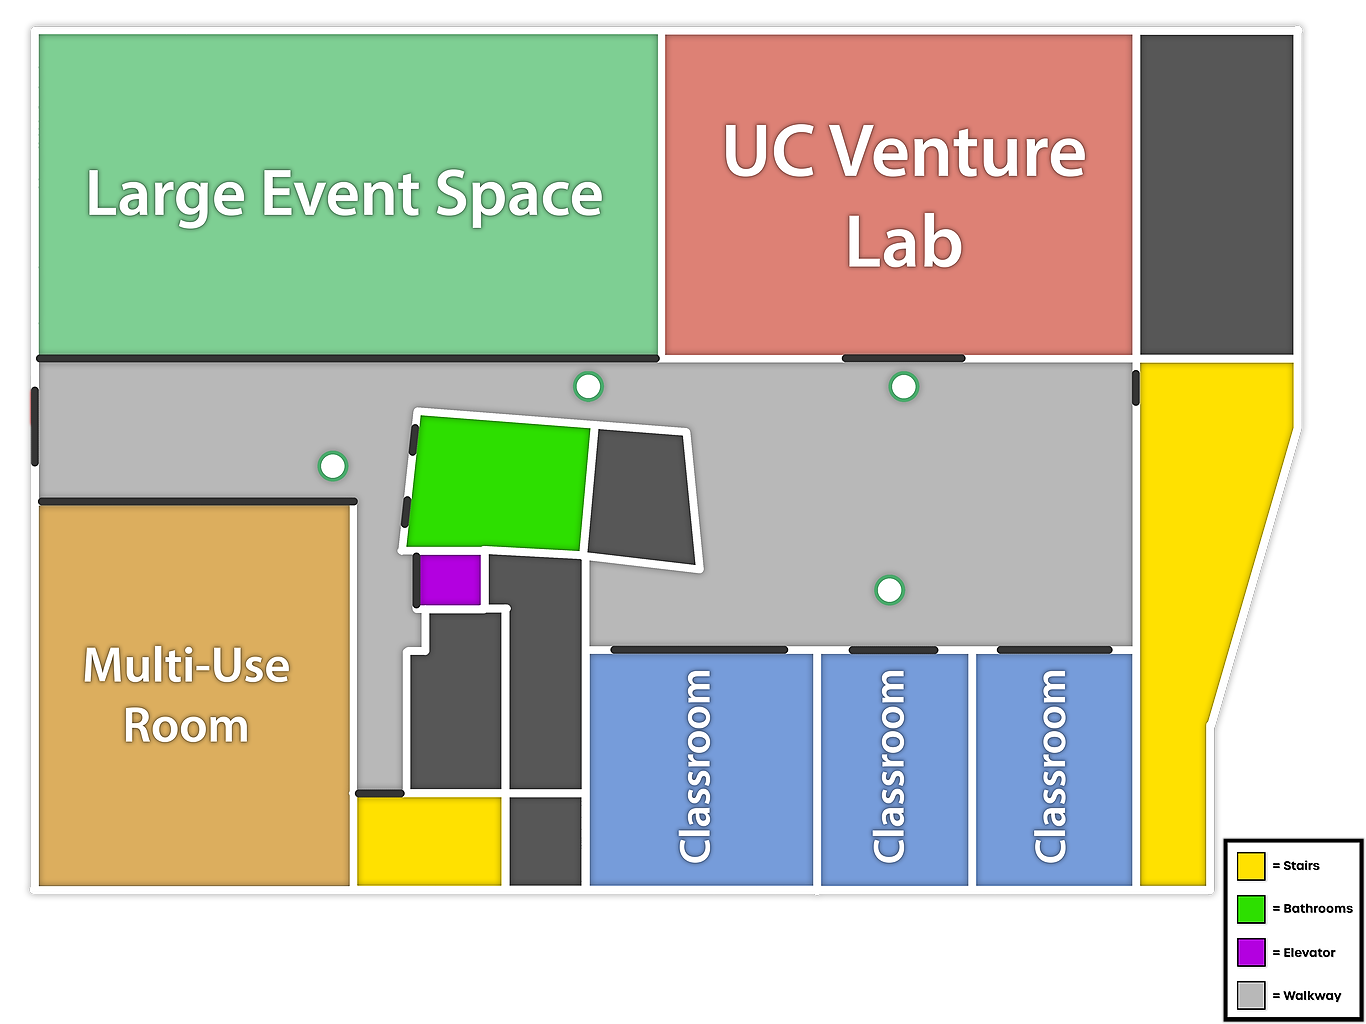 Large Event Space
UC Venture
Lab
Multi-Use
Room
Classroom
Classroom
Classroom
= Stairs
= Bathrooms
= Elevator
= Walkway